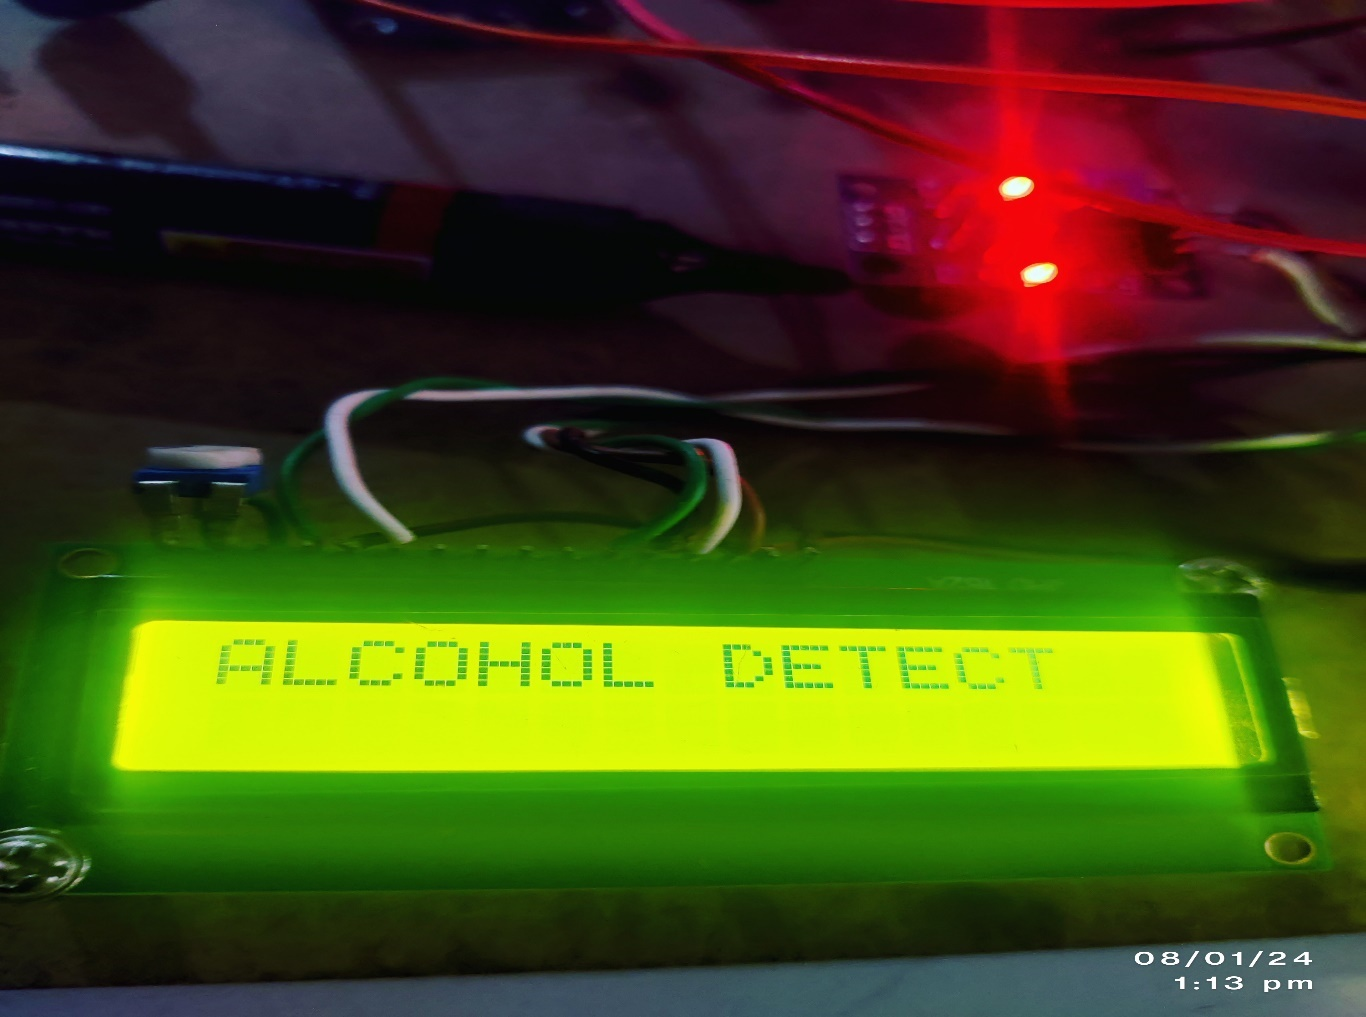 ALCOHOL DETECT
08/01/24
1:13 pm